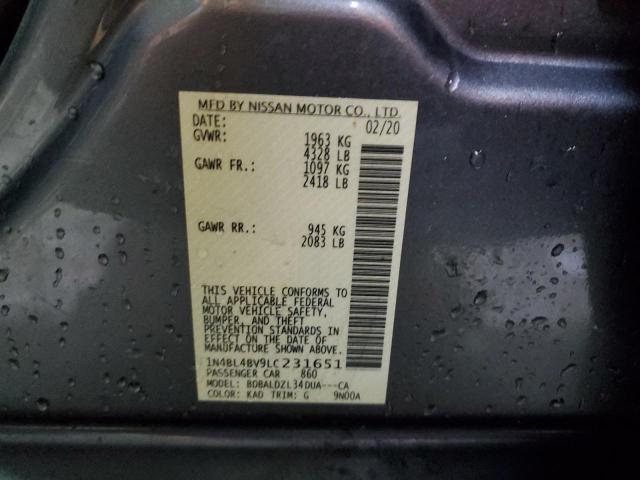 MFD BY NISSAN MOTOR CO., LTD.
DATE: 02/20
GVWR: 1963 KG
4328 LB
GAWR FR.: 1097 KG
2418 LB
GAWR RR.: 945 KG
2083 LB
THIS VEHICLE CONFORMS TO
ALL APPLICABLE FEDERAL
MOTOR VEHICLE SAFETY,
BUMPER, AND THEFT
PREVENTION STANDARDS IN
EFFECT ON THE DATE OF
MANUFACTURE SHOWN ABOVE.
1N4BL4BV9LC231651
PASSENGER CAR 860
MODEL: BDBALDZL34DUA---CA
COLOR: KAD TRIM: G 9N00A